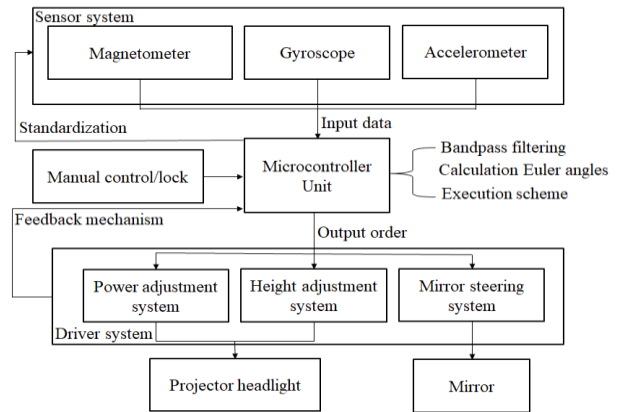 Sensor system
Magnetometer
Gyroscope
Accelerometer
Standardization
Input data
Manual control/lock
Microcontroller
Unit
Bandpass filtering
Calculation Euler angles
Execution scheme
Feedback mechanism
Output order
Power adjustment
system
Height adjustment
system
Mirror steering
system
Driver system
Projector headlight
Mirror